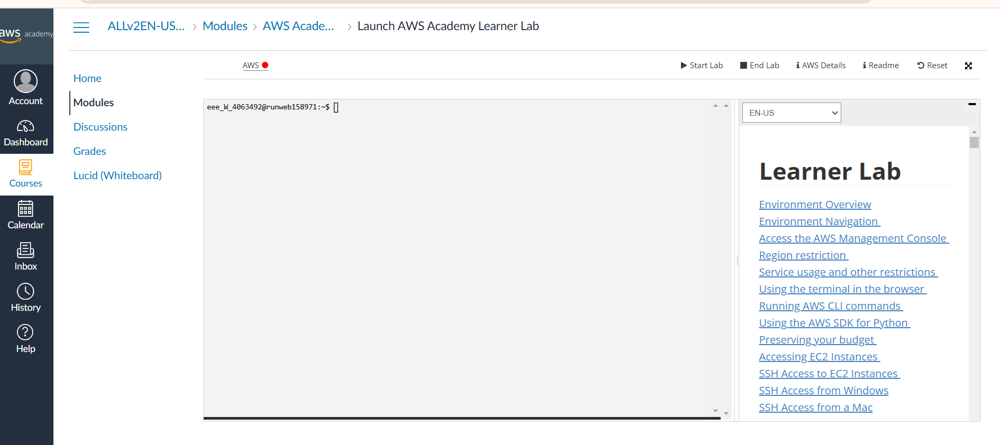 ALLv2EN-US... > Modules > AWS Acade... > Launch AWS Academy Learner Lab
aws academy
Account
Dashboard
Courses
Calendar
Inbox
History
Help
Home
Modules
Discussions
Grades
Lucid (Whiteboard)
AWS
Start Lab
End Lab
AWS Details
Readme
Reset
eee_W_4063492@runweb158971:~$
EN-US
Learner Lab
Environment Overview
Environment Navigation
Access the AWS Management Console
Region restriction
Service usage and other restrictions
Using the terminal in the browser
Running AWS CLI commands
Using the AWS SDK for Python
Preserving your budget
Accessing EC2 Instances
SSH Access to EC2 Instances
SSH Access from Windows
SSH Access from a Mac